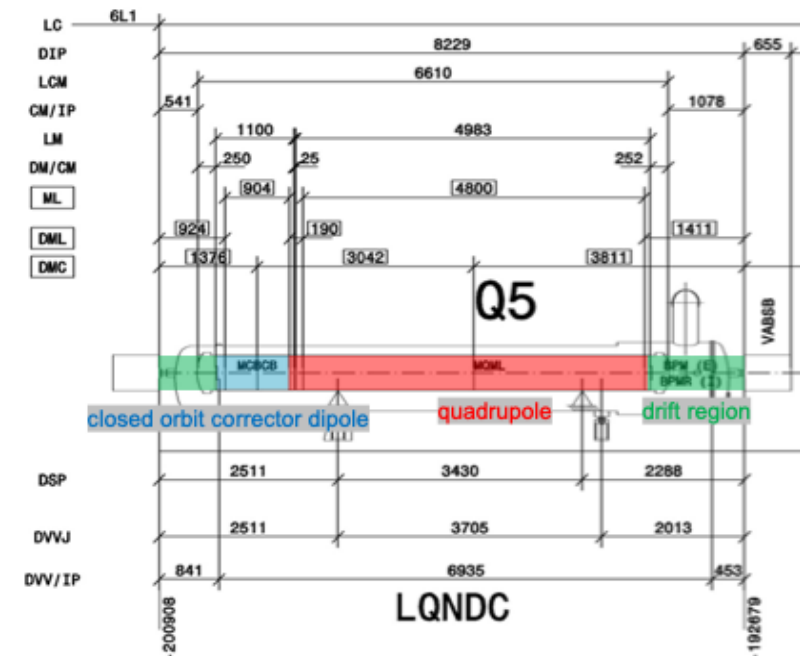 LC 6L1
DIP 8229 655
LCM 6610
CM/IP 541 1078
LM 1100 4983
DM/CM 250 25 252
ML 904 4800
DML 924 190 1411
DMC 1376 3042 3811
Q5
VABSB
MCBCB MQML BPM (E)
BPMR (I)
closed orbit corrector dipole quadrupole drift region
DSP 2511 3430 2288
DVVJ 2511 3705 2013
DVV/IP 841 6935 453
LQNDC
-200908 -192679